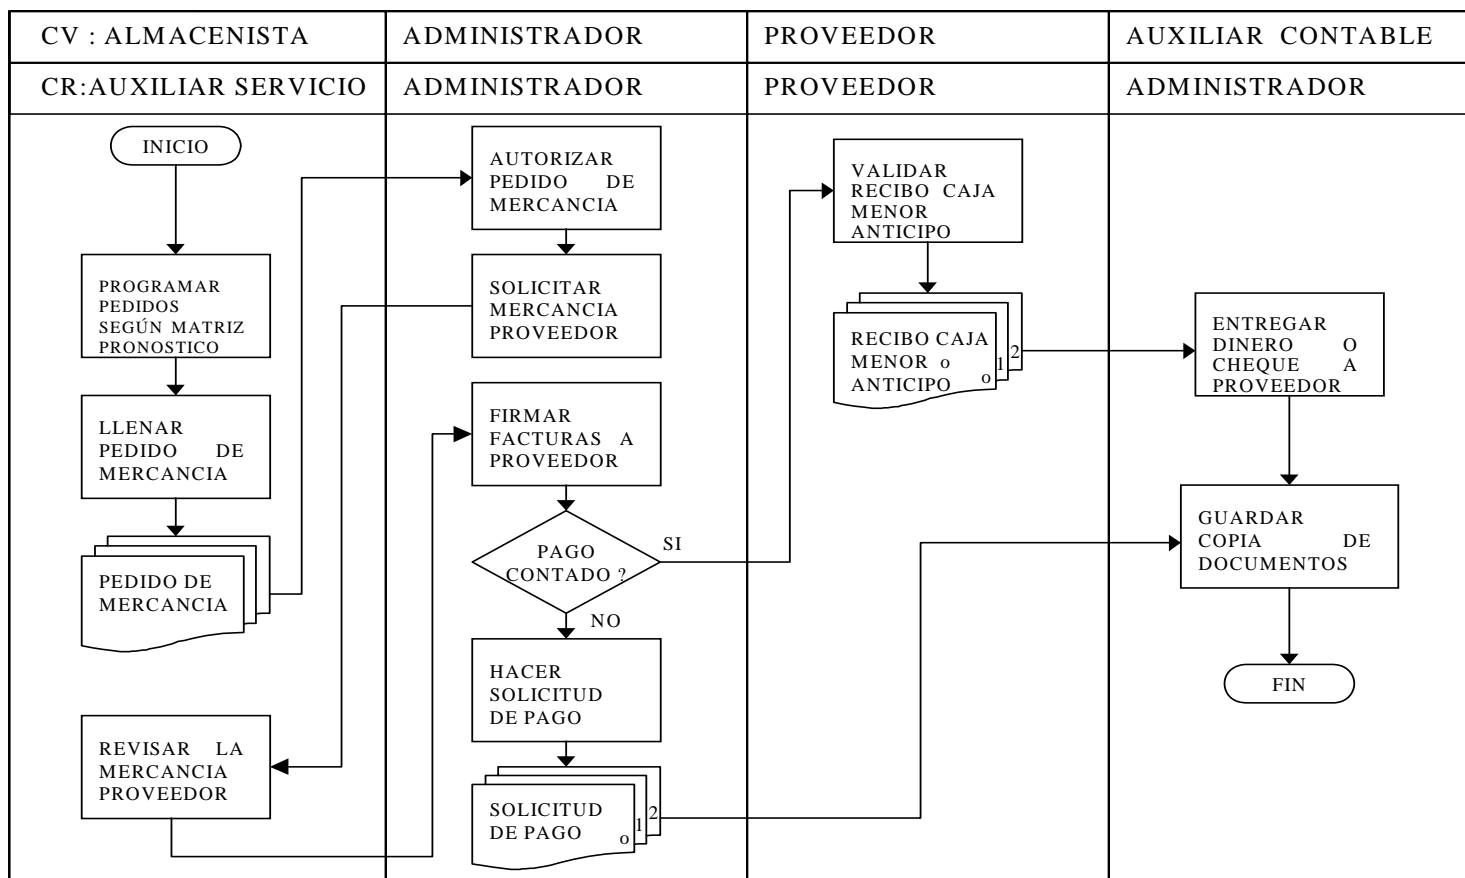 CV : ALMACENISTA
ADMINISTRADOR
PROVEEDOR
AUXILIAR CONTABLE
CR:AUXILIAR SERVICIO
ADMINISTRADOR
PROVEEDOR
ADMINISTRADOR
INICIO
PROGRAMAR
PEDIDOS
SEGÚN MATRIZ
PRONOSTICO
LLENAR
PEDIDO DE
MERCANCIA
PEDIDO DE
MERCANCIA
REVISAR LA
MERCANCIA
PROVEEDOR
AUTORIZAR
PEDIDO DE
MERCANCIA
SOLICITAR
MERCANCIA
PROVEEDOR
FIRMAR
FACTURAS A
PROVEEDOR
PAGO
CONTADO ?
SI
NO
HACER
SOLICITUD
DE PAGO
SOLICITUD
DE PAGO
o
1
2
VALIDAR
RECIBO CAJA
MENOR
ANTICIPO
RECIBO CAJA
MENOR o
ANTICIPO
o
1
2
ENTREGAR
DINERO O
CHEQUE A
PROVEEDOR
GUARDAR
COPIA DE
DOCUMENTOS
FIN